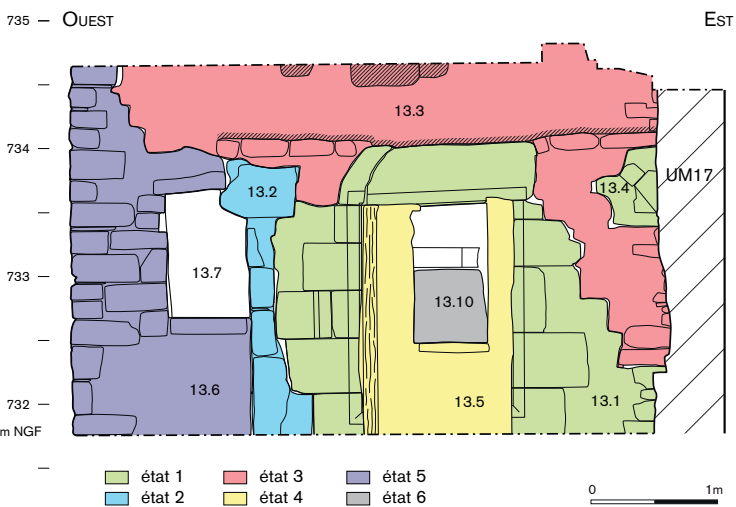 735 — OUEST EST
13.3
734
UM17
13.4
13.2
733
13.7
13.10
13.6
13.5
13.1
732
m NGF
état 1 état 3 état 5
état 2 état 4 état 6
0 1m